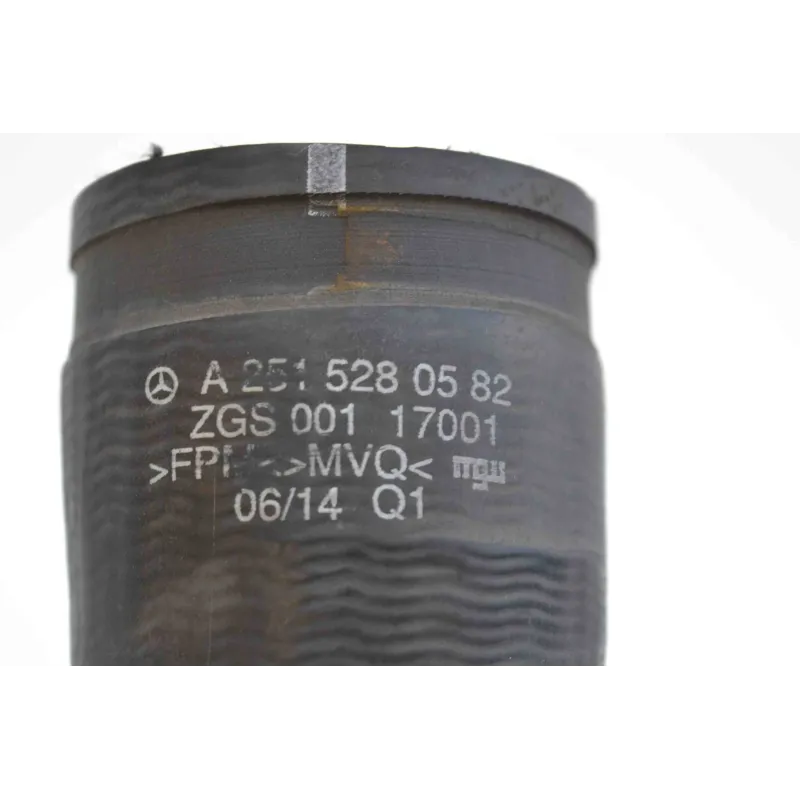 A 251 528 05 82
ZGS 001 17001
>MVQ<
06/14 Q1